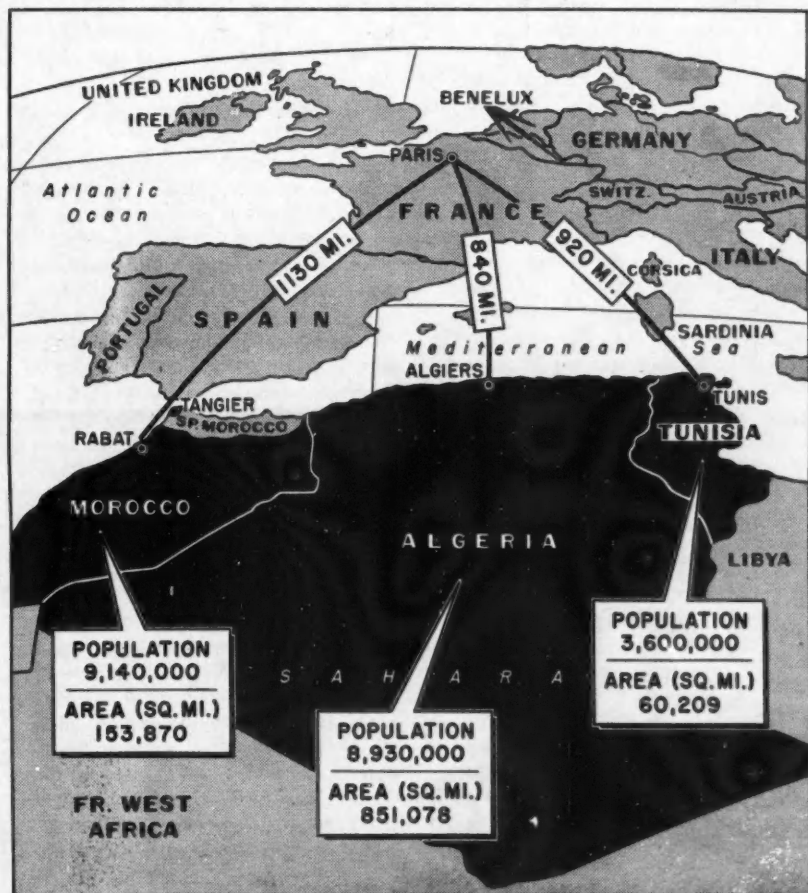 UNITED KINGDOM
IRELAND
BENELUX
GERMANY
PARIS
Atlantic
Ocean
SWITZ.
AUSTRIA
FRANCE
1130 MI.
840 MI.
920 MI.
ITALY
CORSICA
PORTUGAL
SPAIN
SARDINIA
Mediterranean
Sea
ALGIERS
TANGIER
TUNIS
SP. MOROCCO
RABAT
TUNISIA
MOROCCO
ALGERIA
LIBYA
POPULATION
9,140,000
AREA (SQ. MI.)
153,870
SAHARA
POPULATION
3,600,000
AREA (SQ. MI.)
60,209
POPULATION
8,930,000
AREA (SQ. MI.)
851,078
FR. WEST
AFRICA